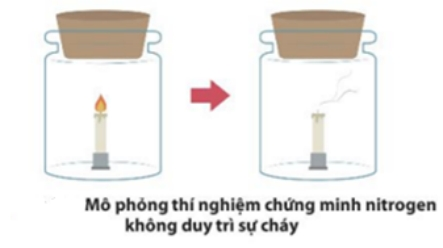 Mô phỏng thí nghiệm chứng minh nitrogen
không duy trì sự cháy